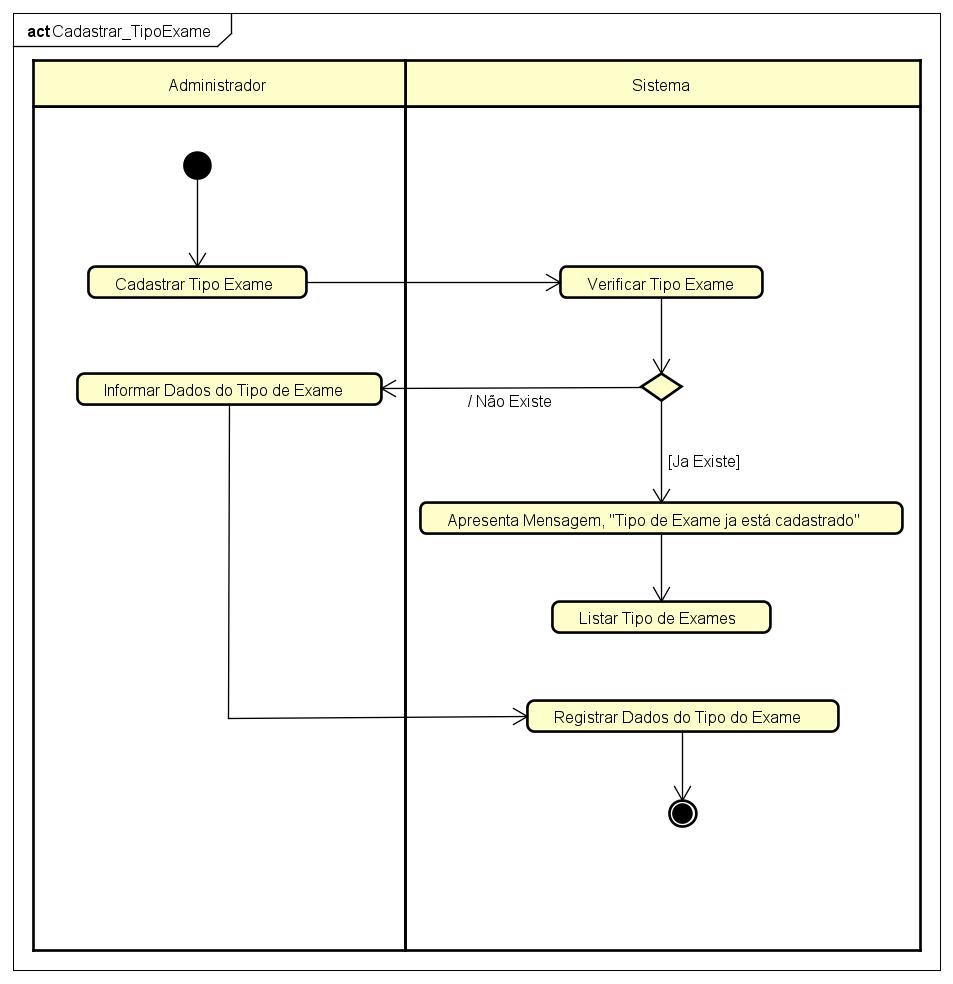 act Cadastrar_TipoExame
Administrador
Sistema
Cadastrar Tipo Exame
Verificar Tipo Exame
Informar Dados do Tipo de Exame
/ Não Existe
[Ja Existe]
Apresenta Mensagem, "Tipo de Exame ja está cadastrado"
Listar Tipo de Exames
Registrar Dados do Tipo do Exame